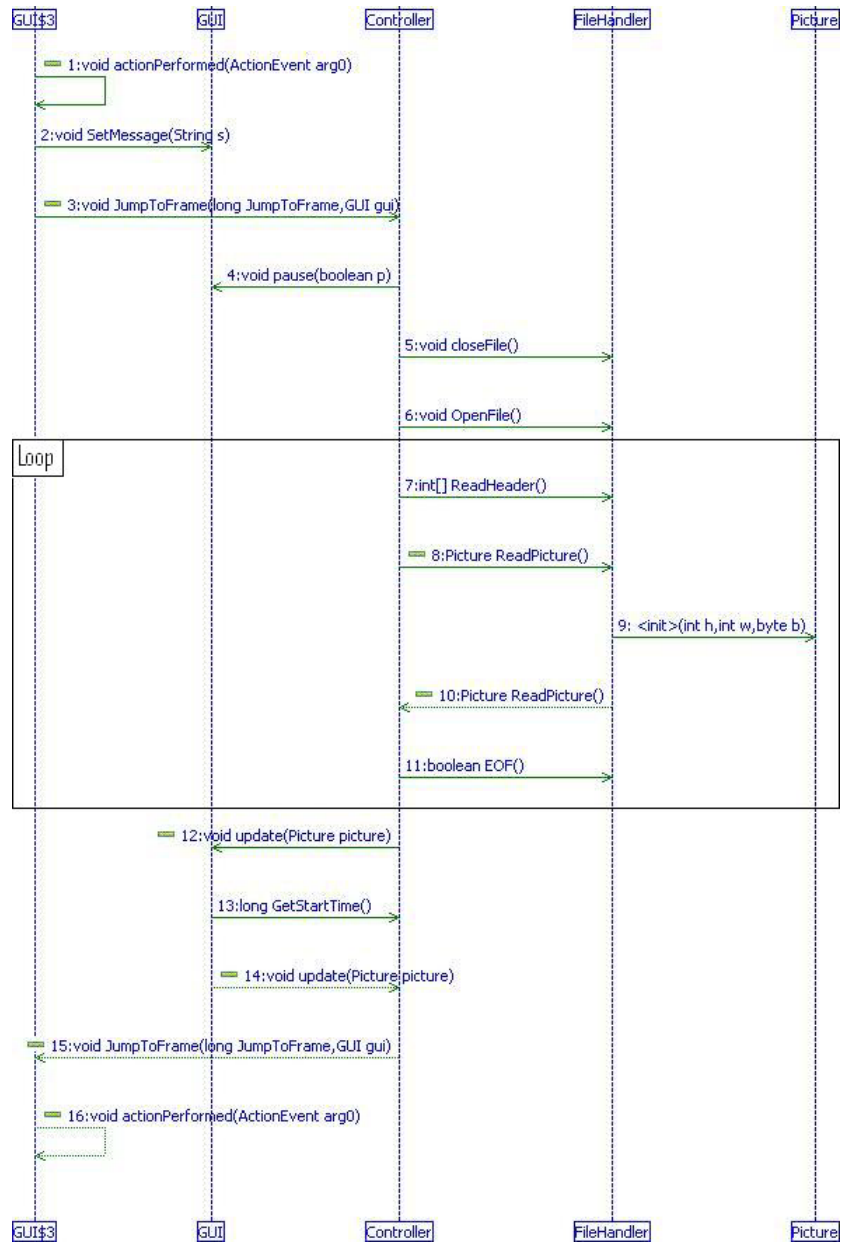 GUI$3 GUI Controller FileHandler Picture
1:void actionPerformed(ActionEvent arg0)
2:void SetMessage(String s)
3:void JumpToFrame(long JumpToFrame,GUI gui)
4:void pause(boolean p)
5:void closeFile()
6:void OpenFile()
Loop
7:int[] ReadHeader()
8:Picture ReadPicture()
9: <init>(int h,int w,byte b)
10:Picture ReadPicture()
11:boolean EOF()
12:void update(Picture picture)
13:long GetStartTime()
14:void update(Picture picture)
15:void JumpToFrame(long JumpToFrame,GUI gui)
16:void actionPerformed(ActionEvent arg0)
GUI$3 GUI Controller FileHandler Picture